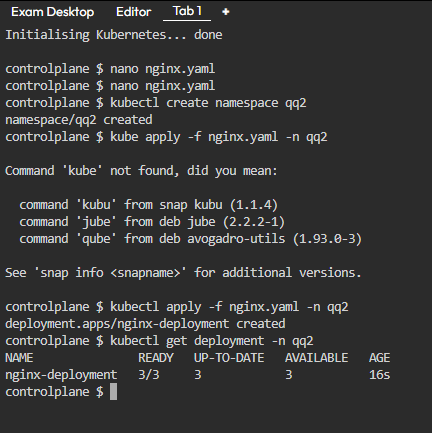 Exam Desktop Editor Tab 1 +
Initialising Kubernetes... done
controlplane $ nano nginx.yaml
controlplane $ nano nginx.yaml
controlplane $ kubectl create namespace qq2
namespace/qq2 created
controlplane $ kube apply -f nginx.yaml -n qq2
Command 'kube' not found, did you mean:
command 'kubu' from snap kubu (1.1.4)
command 'jube' from deb jube (2.2.2-1)
command 'qube' from deb avogadro-utils (1.93.0-3)
See 'snap info <snapname>' for additional versions.
controlplane $ kubectl apply -f nginx.yaml -n qq2
deployment.apps/nginx-deployment created
controlplane $ kubectl get deployment -n qq2
NAME READY UP-TO-DATE AVAILABLE AGE
nginx-deployment 3/3 3 3 16s
controlplane $